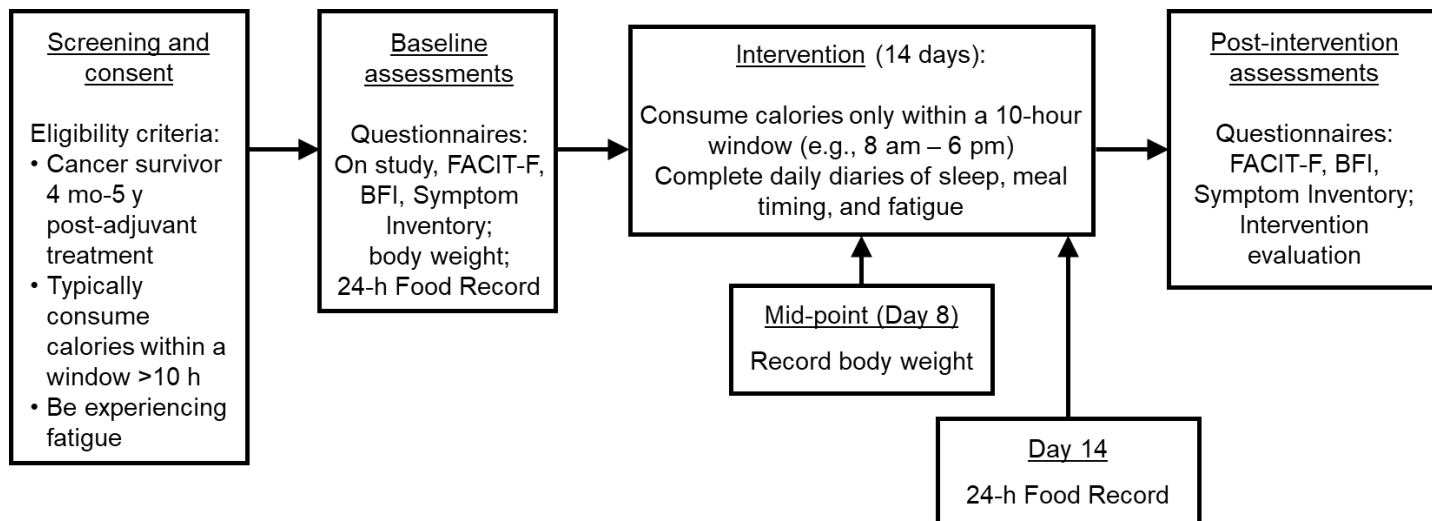 Screening and
consent
Eligibility criteria:
• Cancer survivor
4 mo-5 y
post-adjuvant
treatment
• Typically
consume
calories within a
window >10 h
• Be experiencing
fatigue
Baseline
assessments
Questionnaires:
On study, FACIT-F,
BFI, Symptom
Inventory;
body weight;
24-h Food Record
Intervention (14 days):
Consume calories only within a 10-hour
window (e.g., 8 am – 6 pm)
Complete daily diaries of sleep, meal
timing, and fatigue
Mid-point (Day 8)
Record body weight
Day 14
24-h Food Record
Post-intervention
assessments
Questionnaires:
FACIT-F, BFI,
Symptom Inventory;
Intervention
evaluation